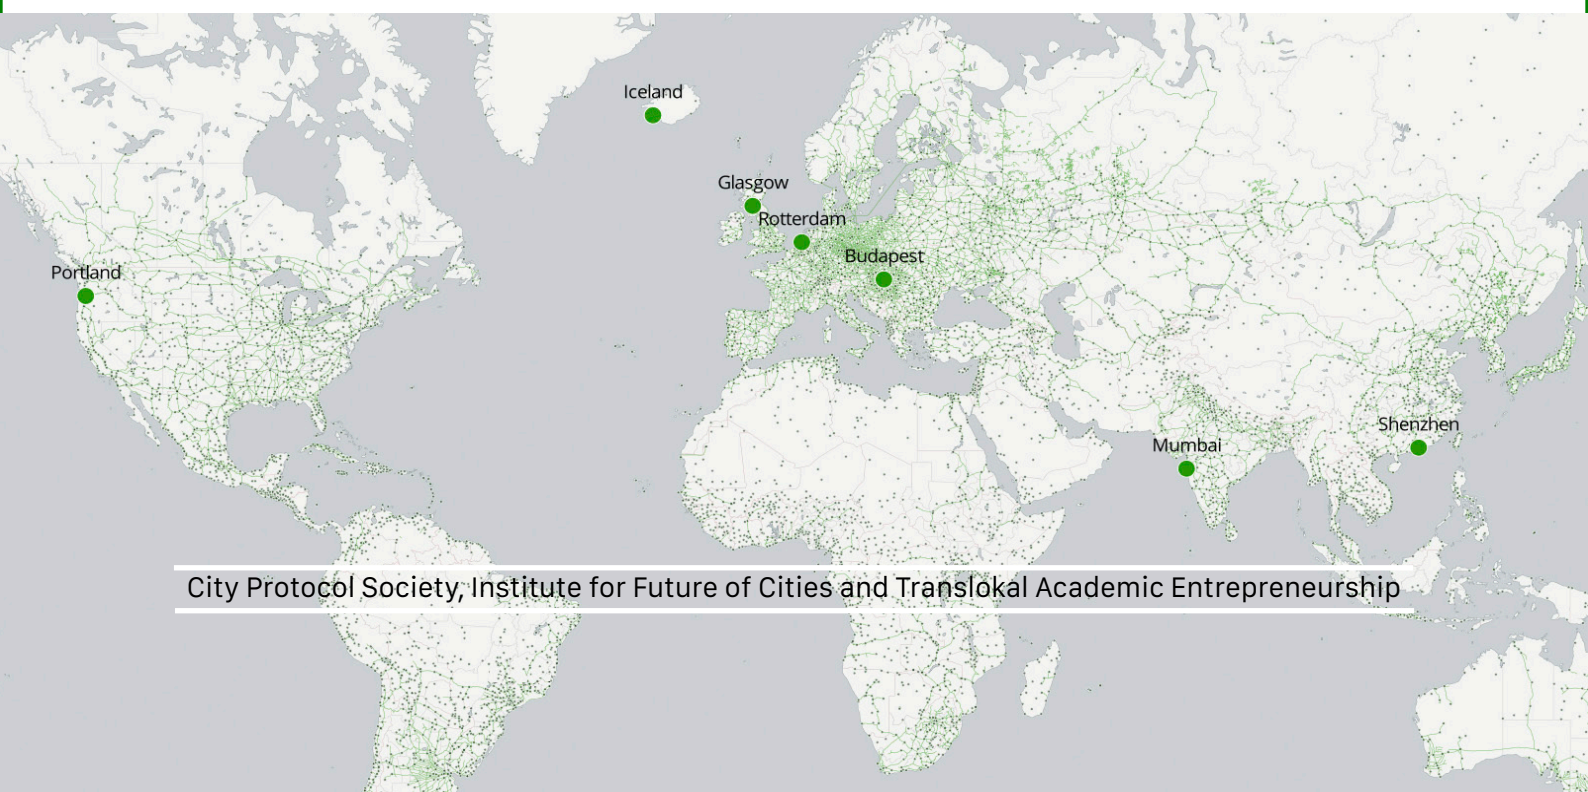 Iceland
Glasgow
Rotterdam
Budapest
Portland
Shenzhen
Mumbai
City Protocol Society, Institute for Future of Cities and Translokal Academic Entrepreneurship